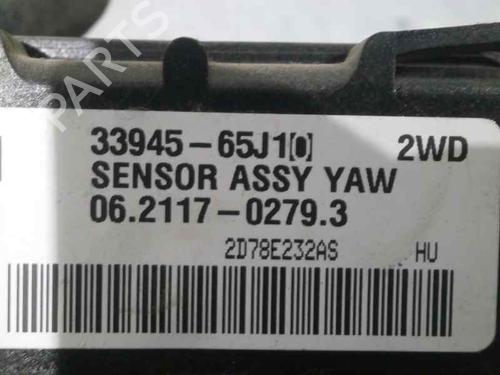 33945-65J1[0] 2WD
SENSOR ASSY YAW
06.2117-0279.3
2D78E232AS HU
PARTS